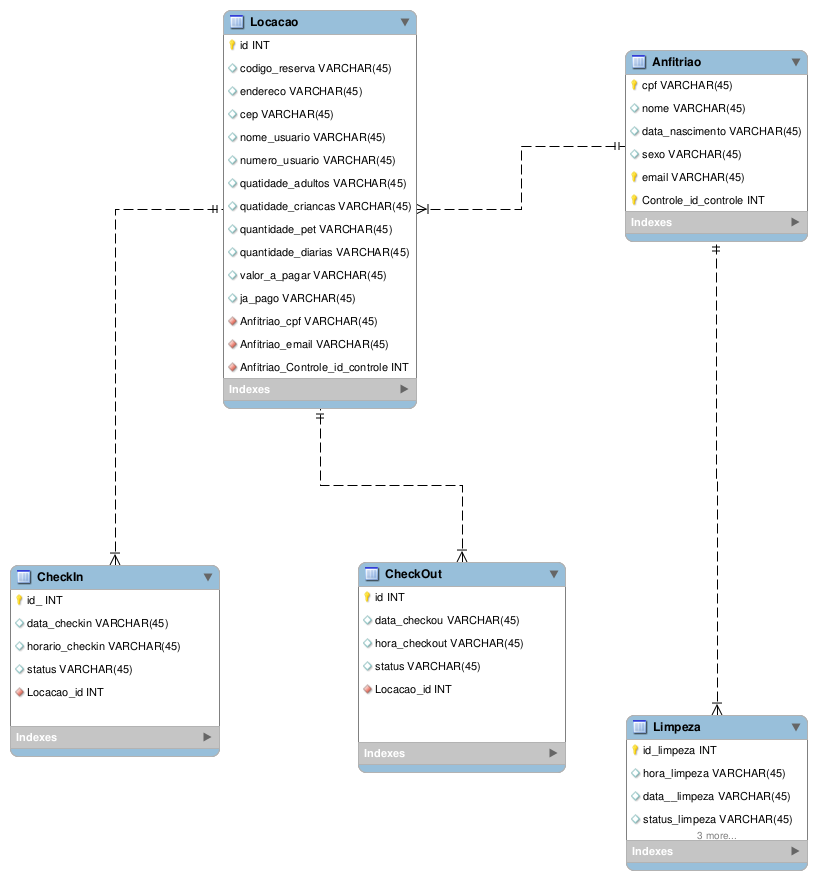 Locacao
id INT
codigo_reserva VARCHAR(45)
endereco VARCHAR(45)
cep VARCHAR(45)
nome_usuario VARCHAR(45)
numero_usuario VARCHAR(45)
quatidade_adultos VARCHAR(45)
quatidade_criancas VARCHAR(45)
quantidade_pet VARCHAR(45)
quantidade_diarias VARCHAR(45)
valor_a_pagar VARCHAR(45)
ja_pago VARCHAR(45)
Anfitriao_cpf VARCHAR(45)
Anfitriao_email VARCHAR(45)
Anfitriao_Controle_id_controle INT
Indexes
Anfitriao
cpf VARCHAR(45)
nome VARCHAR(45)
data_nascimento VARCHAR(45)
sexo VARCHAR(45)
email VARCHAR(45)
Controle_id_controle INT
Indexes
CheckIn
id_ INT
data_checkin VARCHAR(45)
horario_checkin VARCHAR(45)
status VARCHAR(45)
Locacao_id INT
Indexes
CheckOut
id INT
data_checkou VARCHAR(45)
hora_checkout VARCHAR(45)
status VARCHAR(45)
Locacao_id INT
Indexes
Limpeza
id_limpeza INT
hora_limpeza VARCHAR(45)
data__limpeza VARCHAR(45)
status_limpeza VARCHAR(45)
3 more...
Indexes